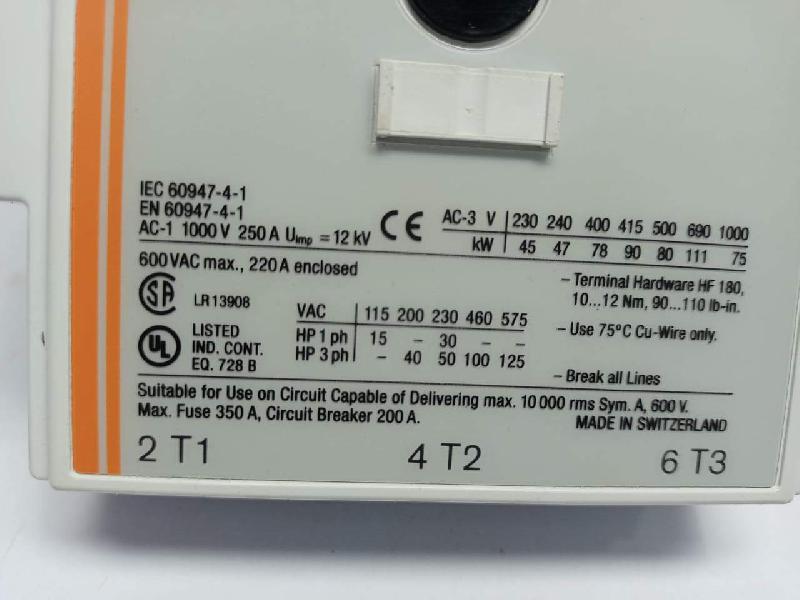 IEC 60947-4-1
EN 60947-4-1
AC-1 1000 V 250 A Uimp = 12 kV
CE
AC-3 V 230 240 400 415 500 690 1000
kW 45 47 78 90 80 111 75
600 VAC max., 220 A enclosed
SA LR 13908
UL LISTED
IND. CONT.
EQ. 728 B
VAC 115 200 230 460 575
HP 1 ph 15 – 30 – –
HP 3 ph – 40 50 100 125
– Terminal Hardware HF 180,
10...12 Nm, 90...110 lb-in.
– Use 75°C Cu-Wire only.
– Break all Lines
Suitable for Use on Circuit Capable of Delivering max. 10 000 rms Sym. A, 600 V.
Max. Fuse 350 A, Circuit Breaker 200 A.
MADE IN SWITZERLAND
2 T1 4 T2 6 T3